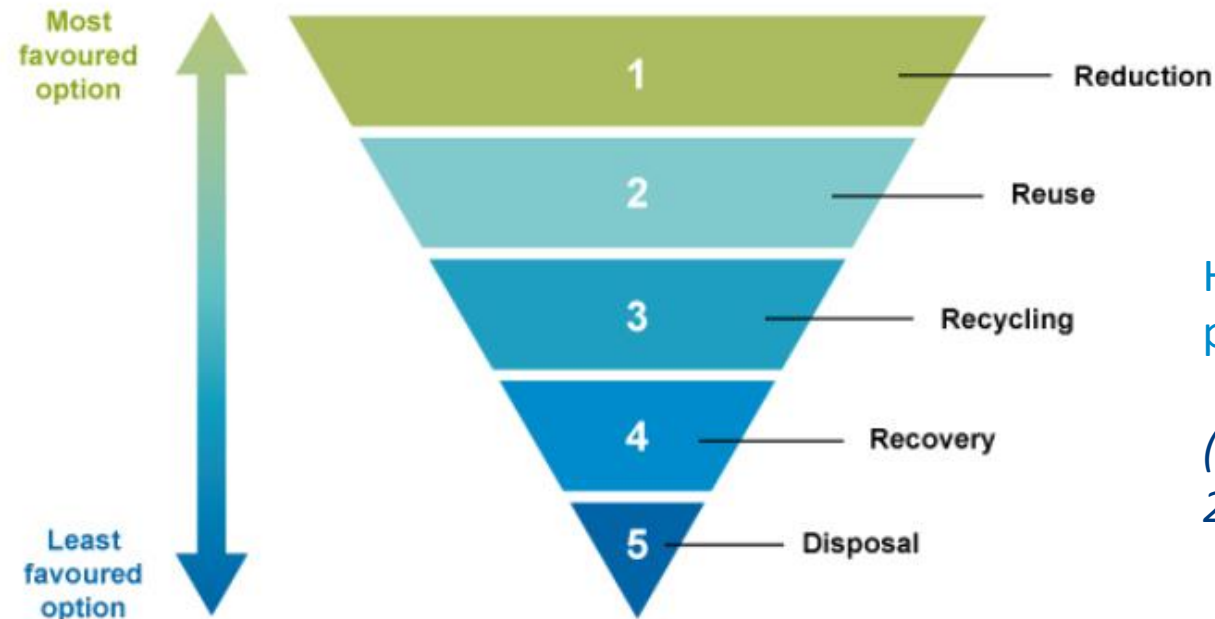 Most
favoured
option
1
Reduction
2
Reuse
3
Recycling
4
Recovery
5
Disposal
Least
favoured
option